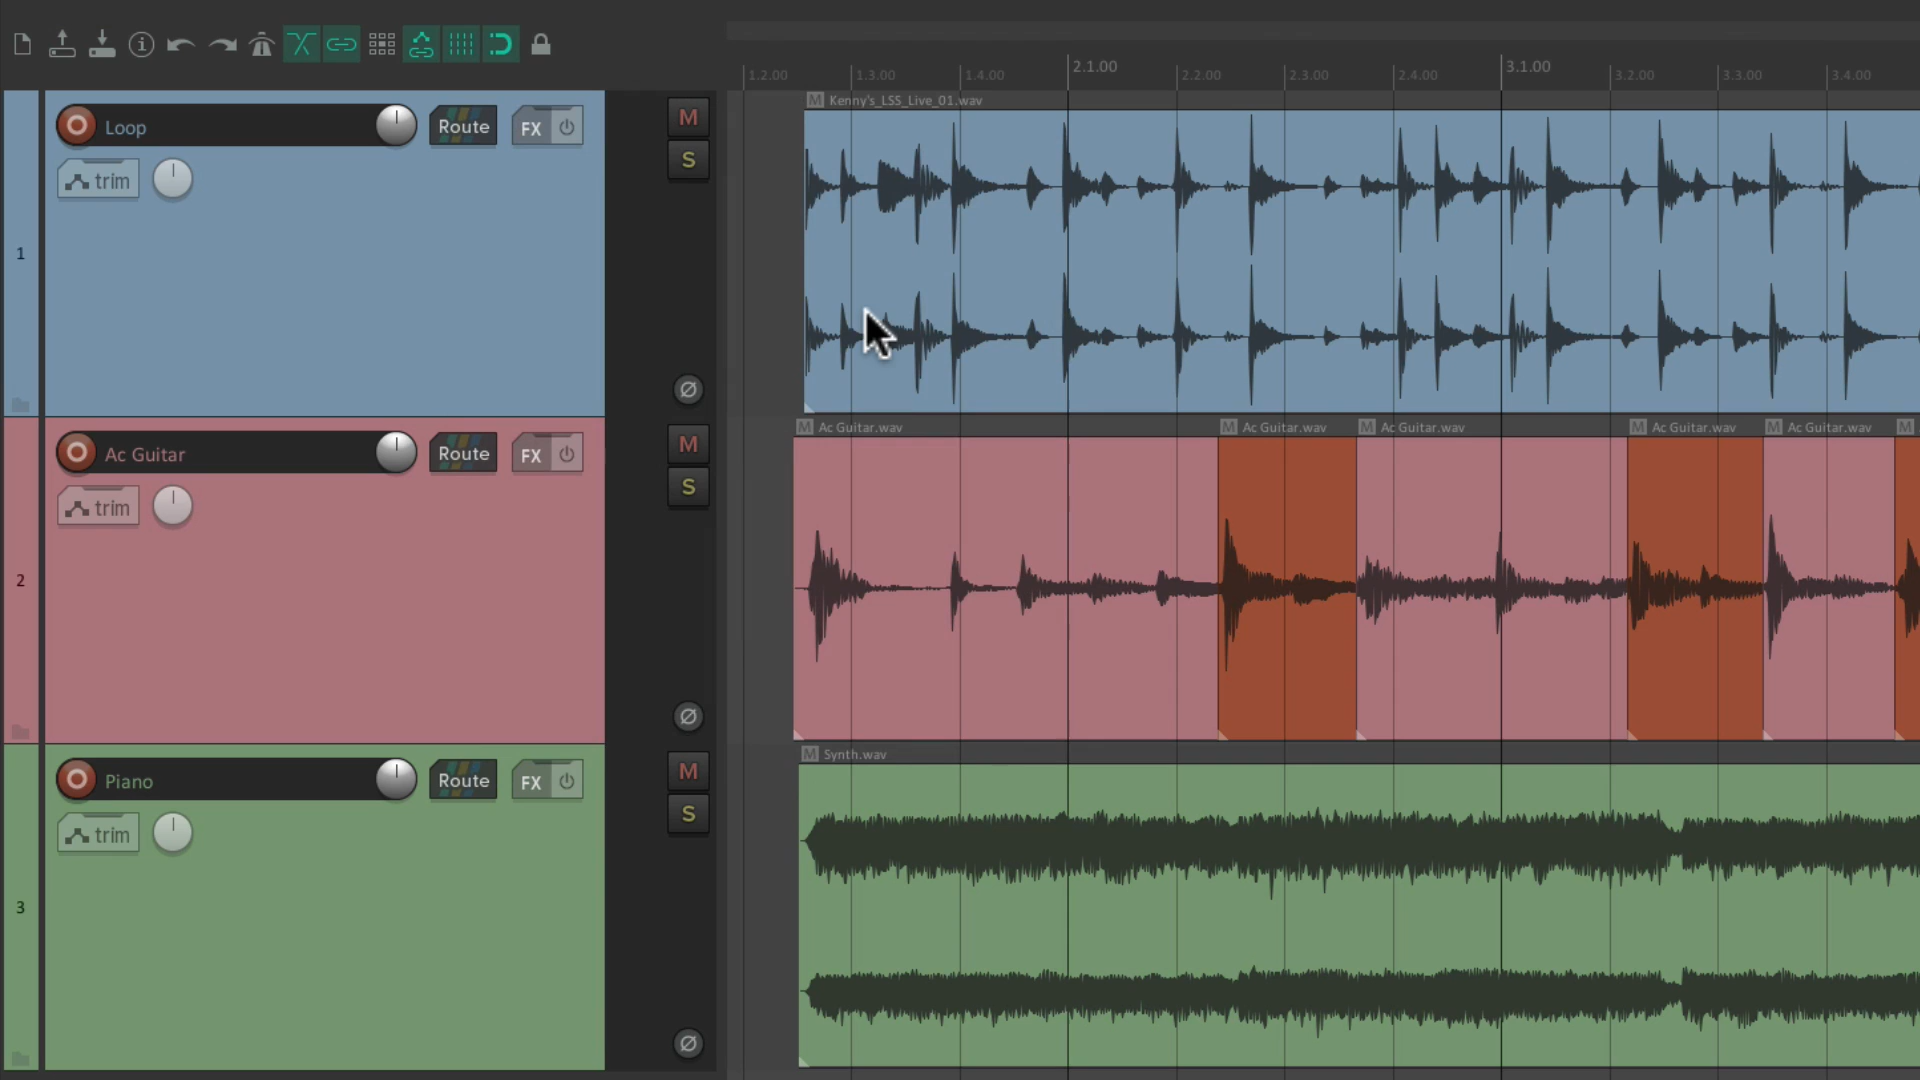 1.2.00 1.3.00 1.4.00 2.1.00 2.2.00 2.3.00 2.4.00 3.1.00 3.2.00 3.3.00 3.4.00
M Kenny's_LSS_Live_01.wav
Loop Route FX M
trim S
1
Ø
M Ac Guitar.wav M Ac Guitar.wav M Ac Guitar.wav M Ac Guitar.wav M Ac Guitar.wav M
Ac Guitar Route FX M
trim S
2
Ø
M Synth.wav
Piano Route FX M
trim S
3
Ø